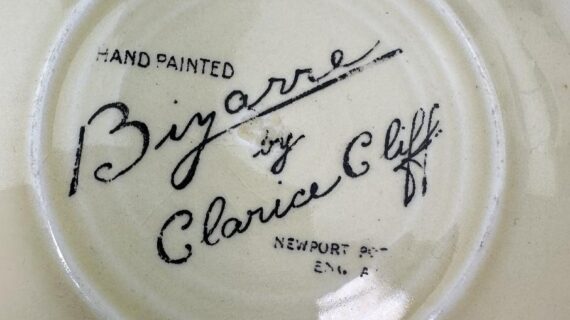 HAND PAINTED
Bizarre
by
Clarice Cliff
NEWPORT